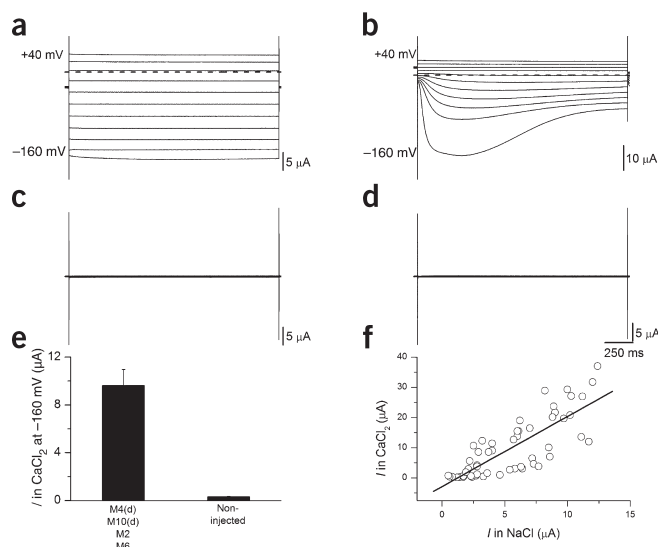 a
b
+40 mV
+40 mV
−160 mV
−160 mV
5 μA
10 μA
c
d
5 μA
5 μA
250 ms
e
f
I in CaCl2 at −160 mV (μA)
12
8
4
0
M4(d)
M10(d)
M2
M6
Non-
injected
I in CaCl2 (μA)
40
30
20
10
0
0
5
10
15
I in NaCl (μA)